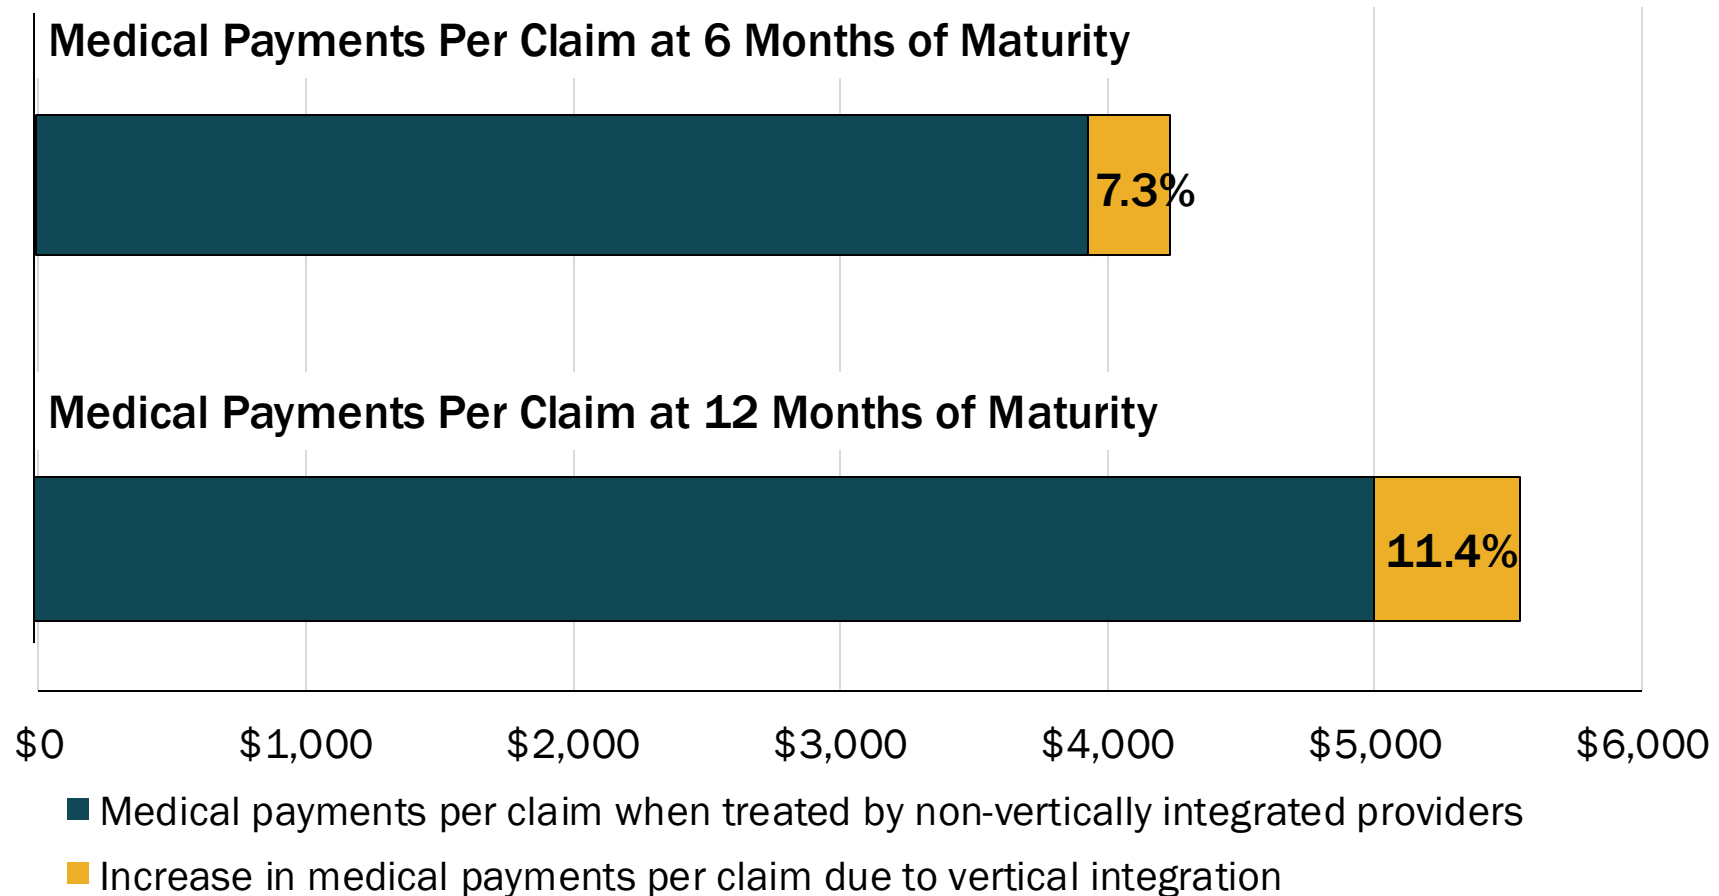 Medical Payments Per Claim at 6 Months of Maturity
7.3%
Medical Payments Per Claim at 12 Months of Maturity
11.4%
$0 $1,000 $2,000 $3,000 $4,000 $5,000 $6,000
Medical payments per claim when treated by non-vertically integrated providers
Increase in medical payments per claim due to vertical integration